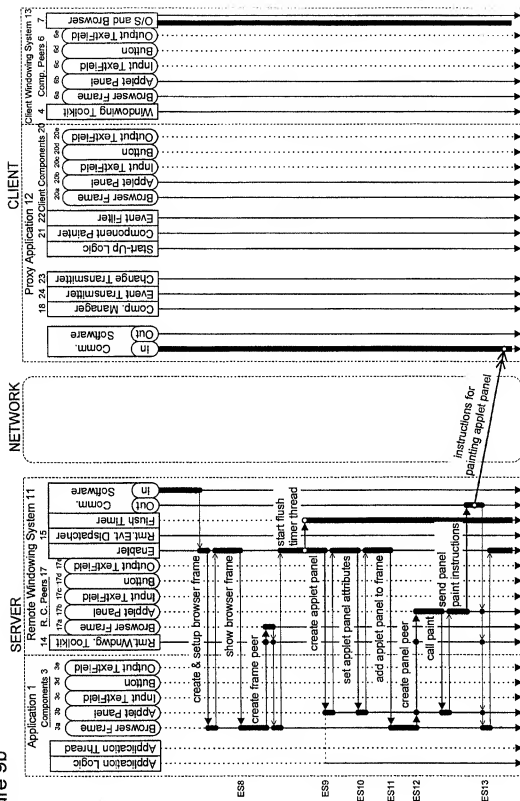 SERVER
NETWORK
CLIENT
Application 1
Components 3
Remote Windowing System 11
R. C. Peers 17
15
Proxy Application 12
Client Components 20
Client Windowing System 13
Comp. Peers 6
Application Logic
Application Thread
3a Browser Frame
3b Applet Panel
3c Input TextField
3d Button
3e Output TextField
14 Rmt.Windwg. Toolkit
17a Browser Frame
17b Applet Panel
17c Input TextField
17d Button
17e Output TextField
Enabler
Rmt. Evt. Dispatcher
Flush Timer
Comm. Software
Out
In
Comm. Software
In
Out
18 Comp. Manager
24 Event Transmitter
23 Change Transmitter
Start-Up Logic
21 Component Painter
22 Event Filter
20a Browser Frame
20b Applet Panel
20c Input TextField
20d Button
20e Output TextField
4 Windowing Toolkit
6a Browser Frame
6b Applet Panel
6c Input TextField
6d Button
6e Output TextField
7 O/S and Browser
create & setup browser frame
show browser frame
ES8
create frame peer
start flush
timer thread
create applet panel
ES9
set applet panel attributes
ES10
add applet panel to frame
ES11
create panel peer
ES12
call paint
send panel
paint instructions
instructions for
painting applet panel
ES13
9b